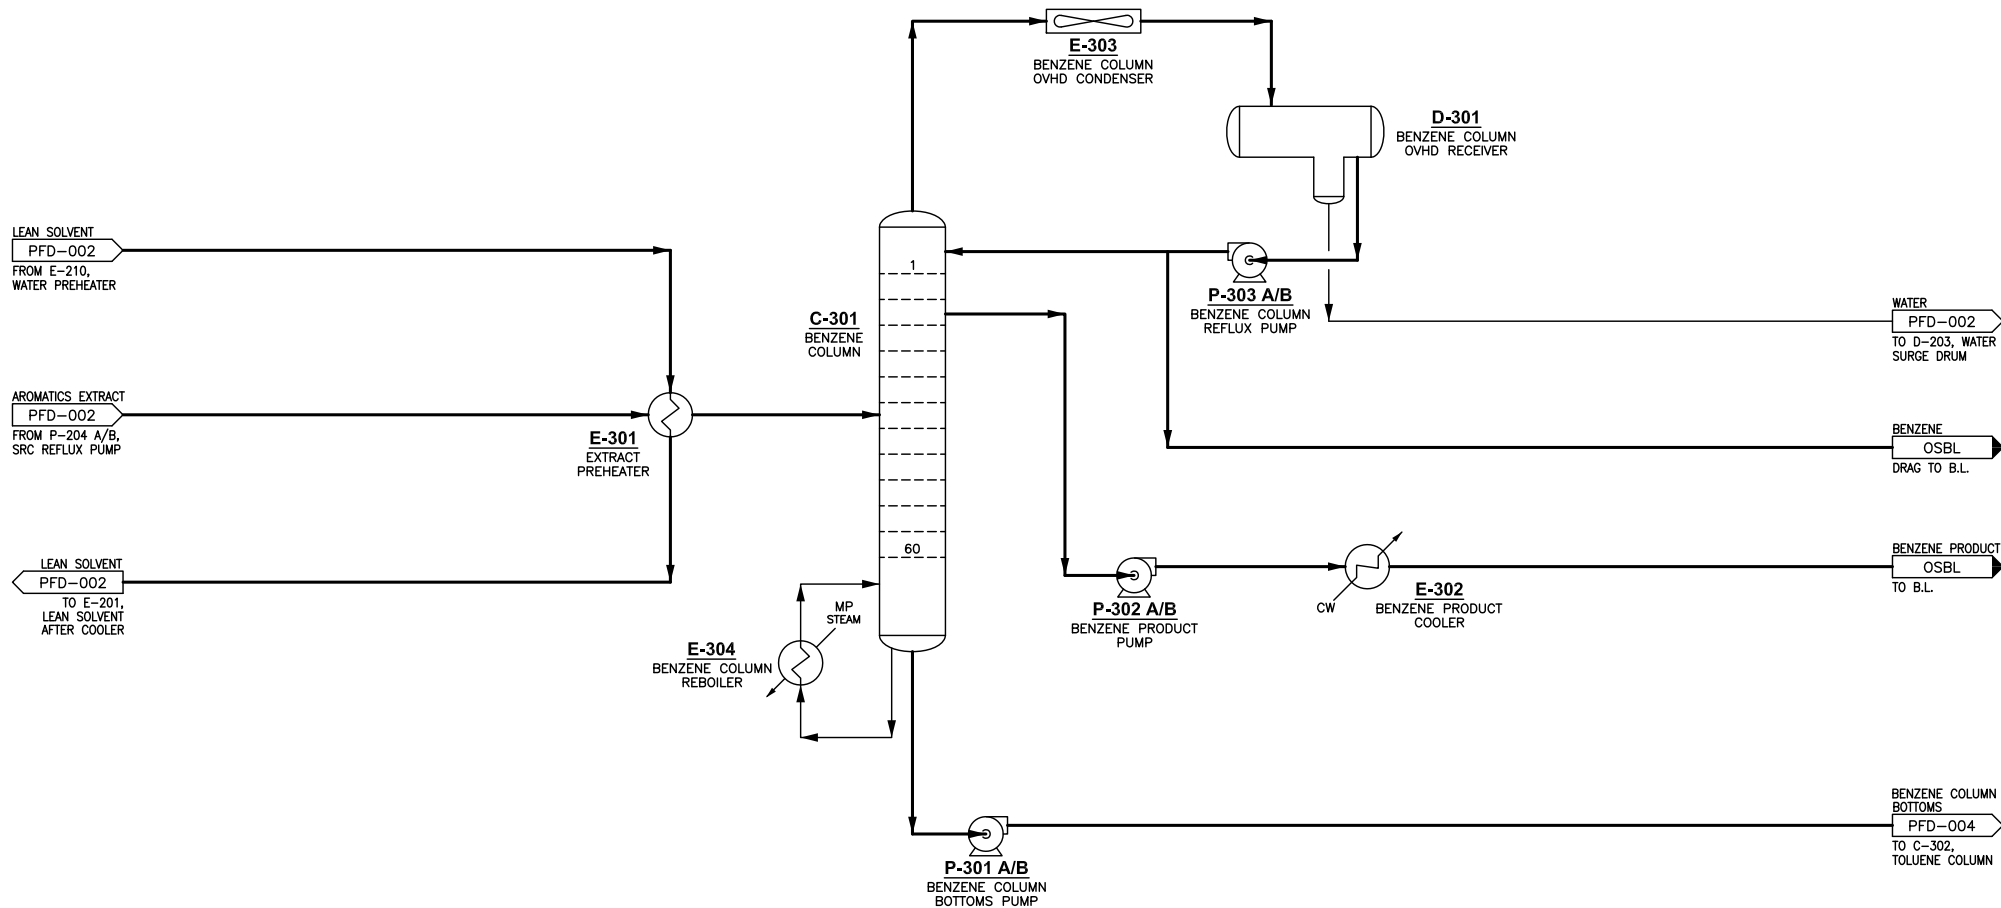 E-303
BENZENE COLUMN
OVHD CONDENSER
D-301
BENZENE COLUMN
OVHD RECEIVER
LEAN SOLVENT
PFD-002
FROM E-210,
WATER PREHEATER
1
C-301
BENZENE
COLUMN
P-303 A/B
BENZENE COLUMN
REFLUX PUMP
WATER
PFD-002
TO D-203, WATER
SURGE DRUM
AROMATICS EXTRACT
PFD-002
FROM P-204 A/B,
SRC REFLUX PUMP
E-301
EXTRACT
PREHEATER
BENZENE
OSBL
DRAG TO B.L.
60
LEAN SOLVENT
PFD-002
TO E-201,
LEAN SOLVENT
AFTER COOLER
MP
STEAM
E-304
BENZENE COLUMN
REBOILER
P-302 A/B
BENZENE PRODUCT
PUMP
CW
E-302
BENZENE PRODUCT
COOLER
BENZENE PRODUCT
OSBL
TO B.L.
P-301 A/B
BENZENE COLUMN
BOTTOMS PUMP
BENZENE COLUMN
BOTTOMS
PFD-004
TO C-302,
TOLUENE COLUMN